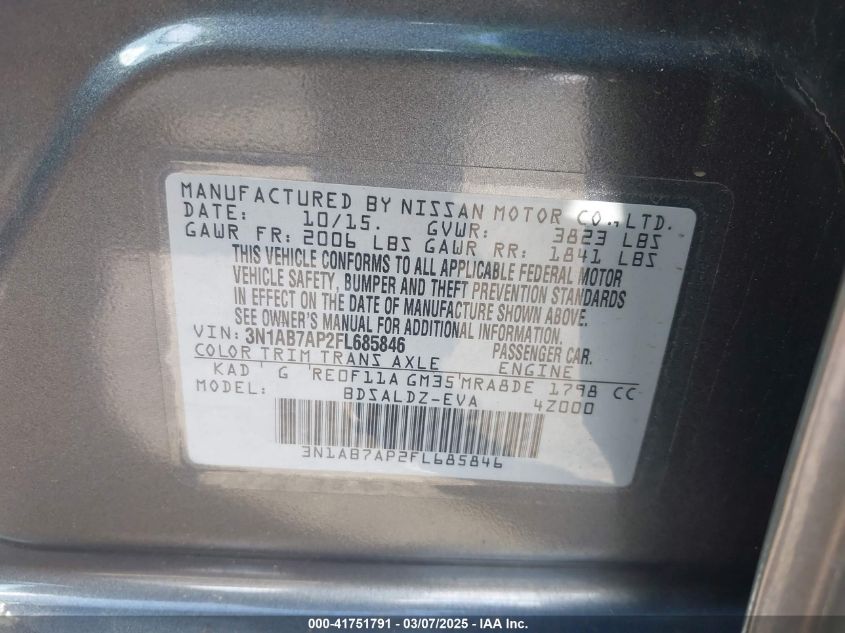 MANUFACTURED BY NISSAN MOTOR CO., LTD.
DATE: 10/15. GVWR: 3823 LBS
GAWR FR: 2006 LBS GAWR RR: 1841 LBS
THIS VEHICLE CONFORMS TO ALL APPLICABLE FEDERAL MOTOR
VEHICLE SAFETY, BUMPER AND THEFT PREVENTION STANDARDS
IN EFFECT ON THE DATE OF MANUFACTURE SHOWN ABOVE.
SEE OWNER'S MANUAL FOR ADDITIONAL INFORMATION.
VIN: 3N1AB7AP2FL685846 PASSENGER CAR.
COLOR TRIM TRANS AXLE ENGINE
KAD G RE0F11A GM35 MRA8DE 1798 CC
MODEL: BDSALDZ-EVA 4Z000
3N1AB7AP2FL685846
000-41751791 - 03/07/2025 - IAA Inc.